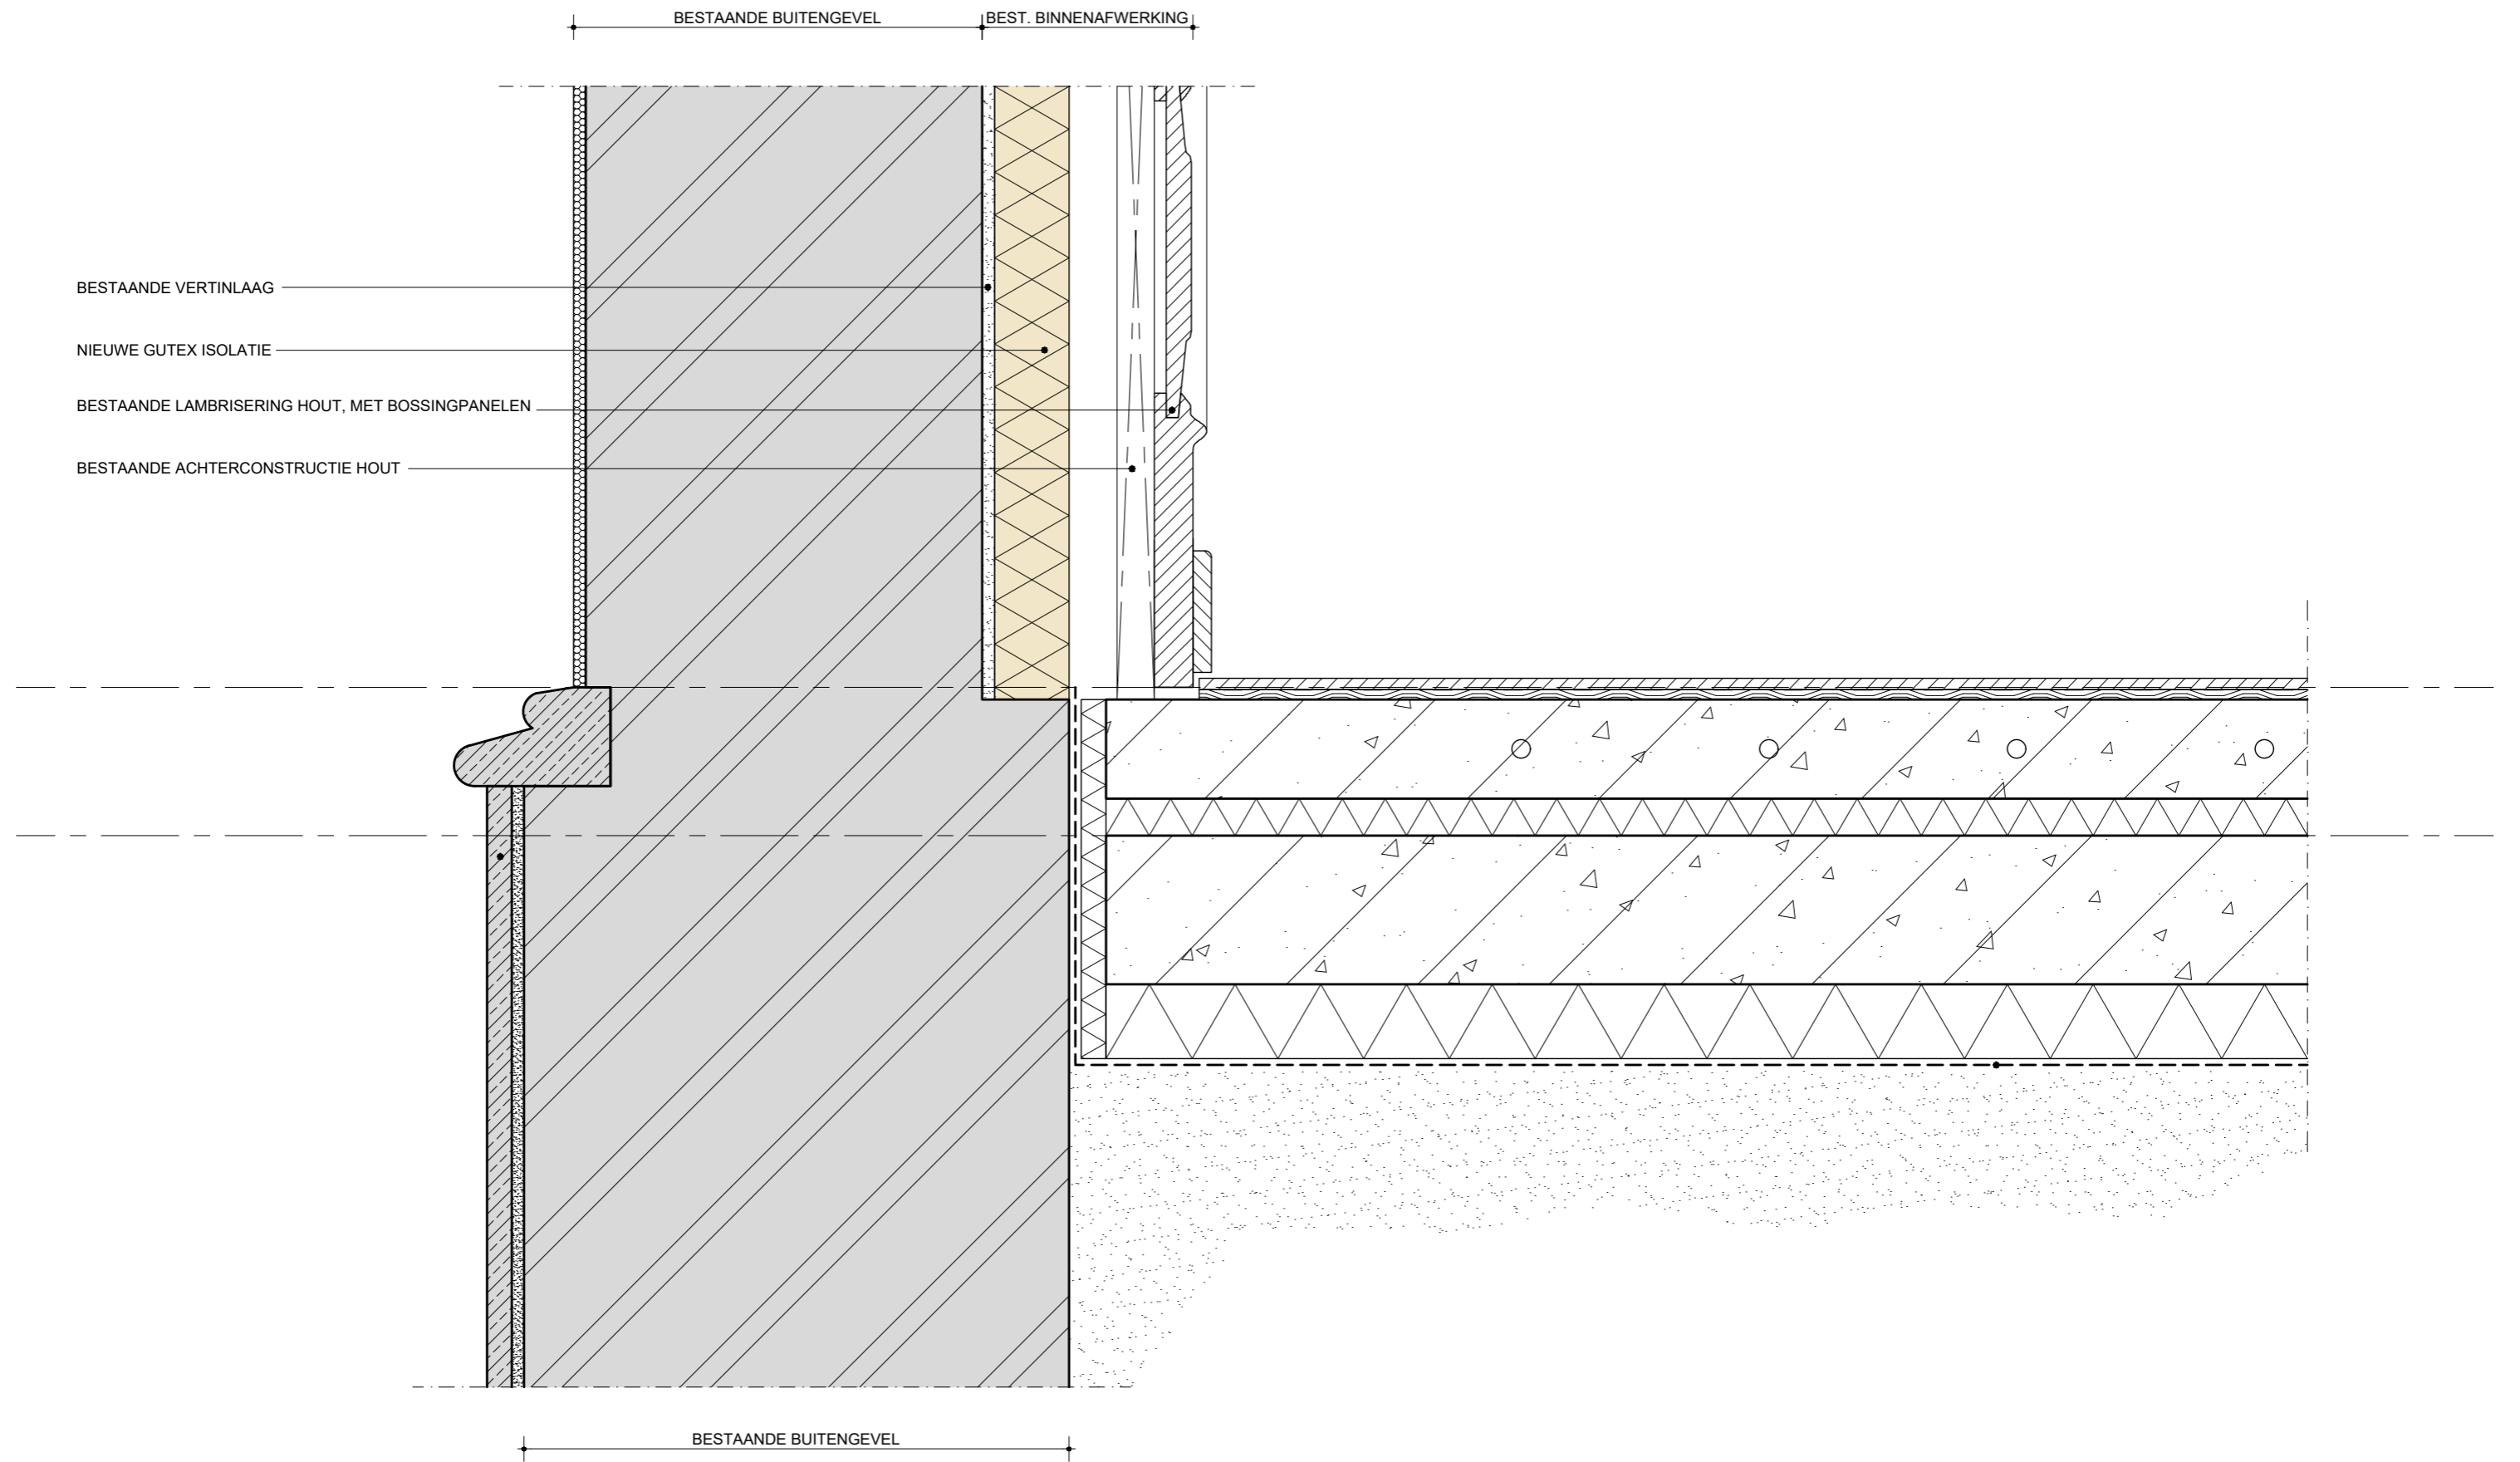 BESTAANDE BUITENGEVEL
BEST. BINNENAFWERKING
BESTAANDE VERTINLAAG
NIEUWE GUTEX ISOLATIE
BESTAANDE LAMBRISERING HOUT, MET BOSSINGPANELEN
BESTAANDE ACHTERCONSTRUCTIE HOUT
BESTAANDE BUITENGEVEL